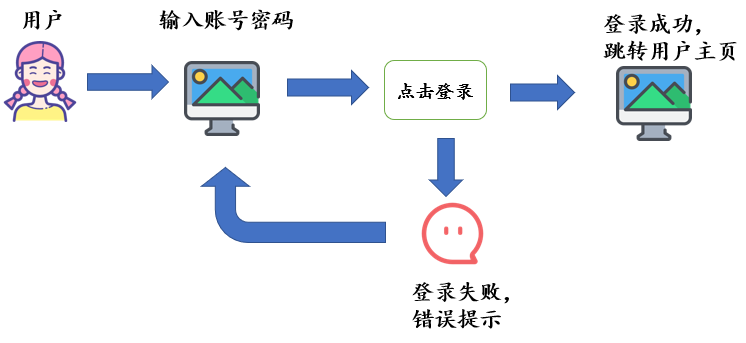 用户
输入账号密码
点击登录
登录成功，
跳转用户主页
登录失败，
错误提示